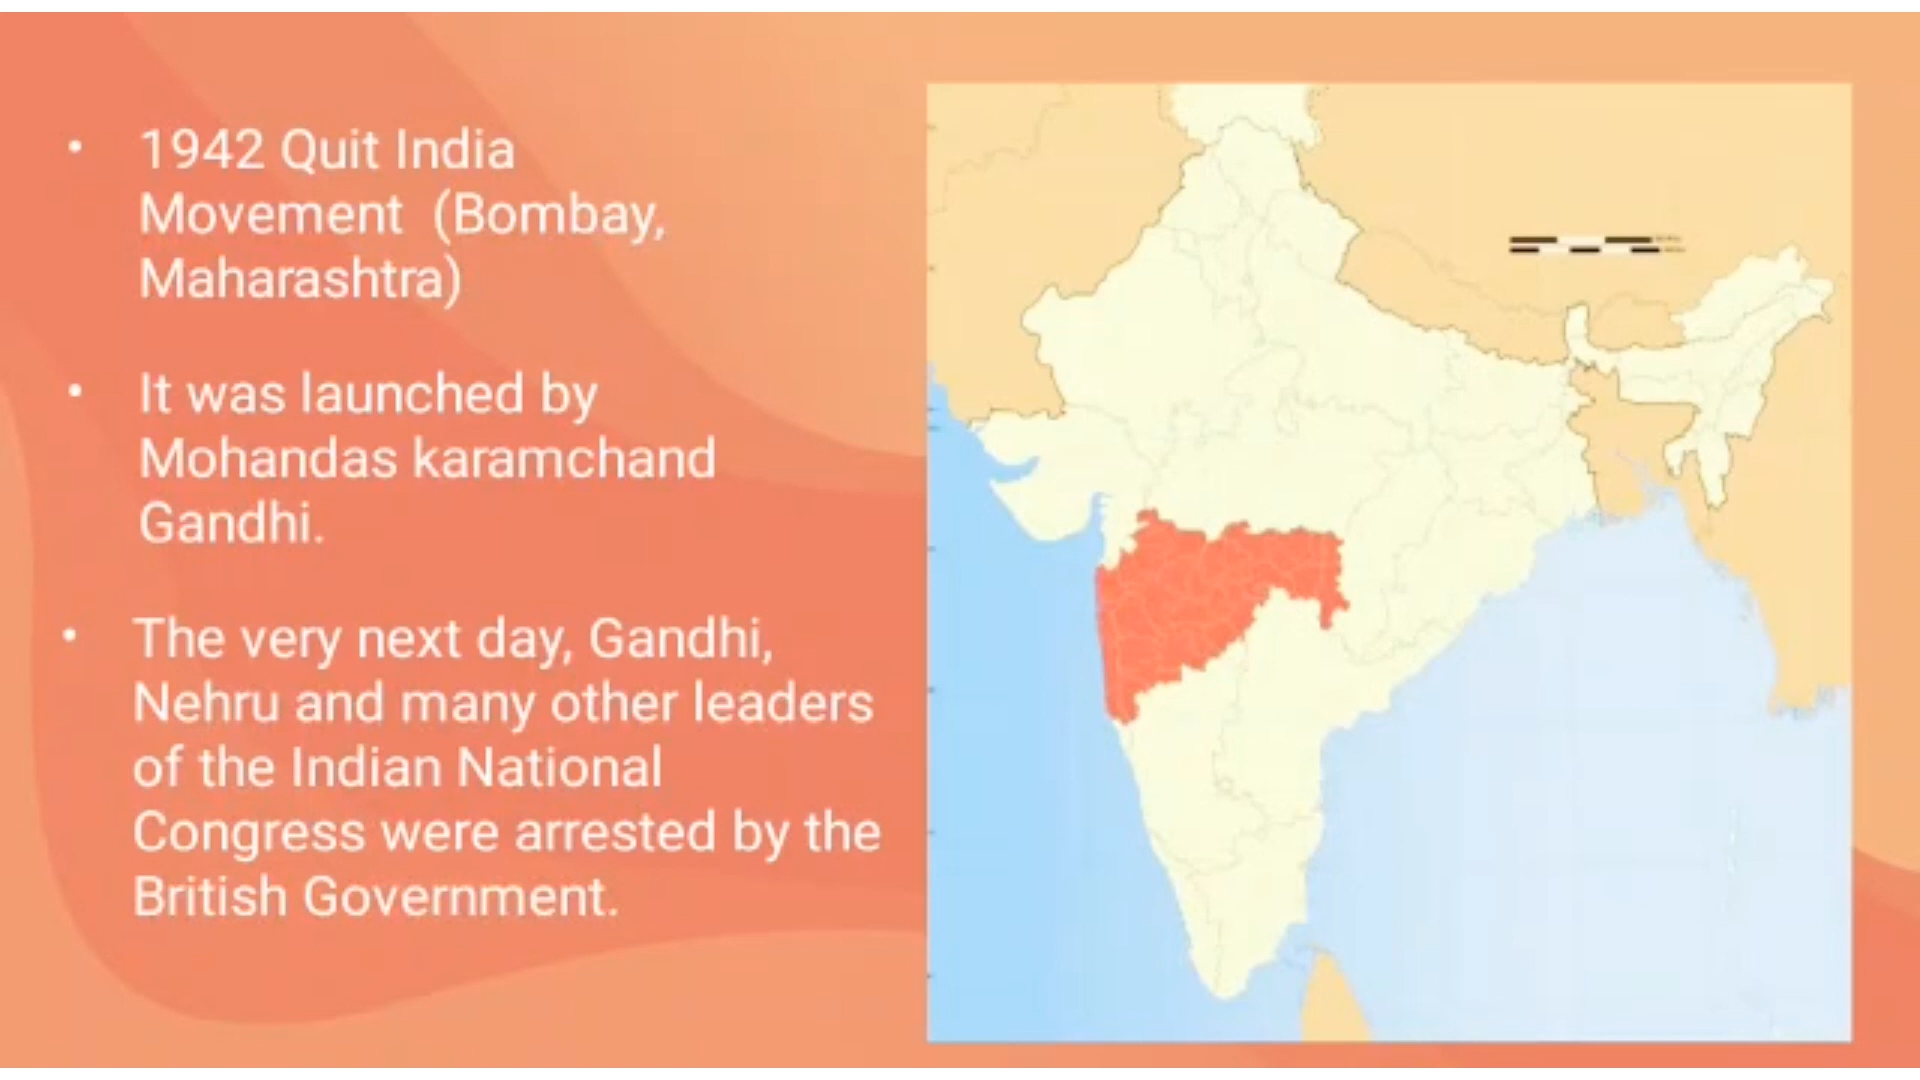 • 1942 Quit India
Movement (Bombay,
Maharashtra)
• It was launched by
Mohandas karamchand
Gandhi.
• The very next day, Gandhi,
Nehru and many other leaders
of the Indian National
Congress were arrested by the
British Government.